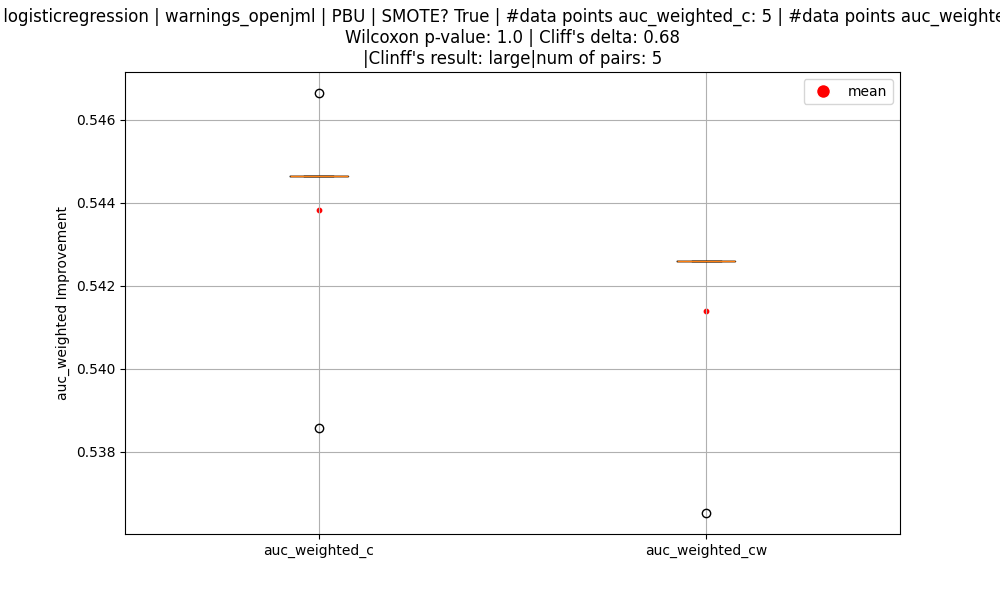 logisticregression | warnings_openjml | PBU | SMOTE? True | #data points auc_weighted_c: 5 | #data points
Wilcoxon p-value: 1.0 | Cliff's delta: 0.68
|Clinff's result: large|num of pairs: 5
mean
0.546
0.544
0.542
0.540
0.538
auc_weighted Improvement
auc_weighted_c
auc_weighted_cw